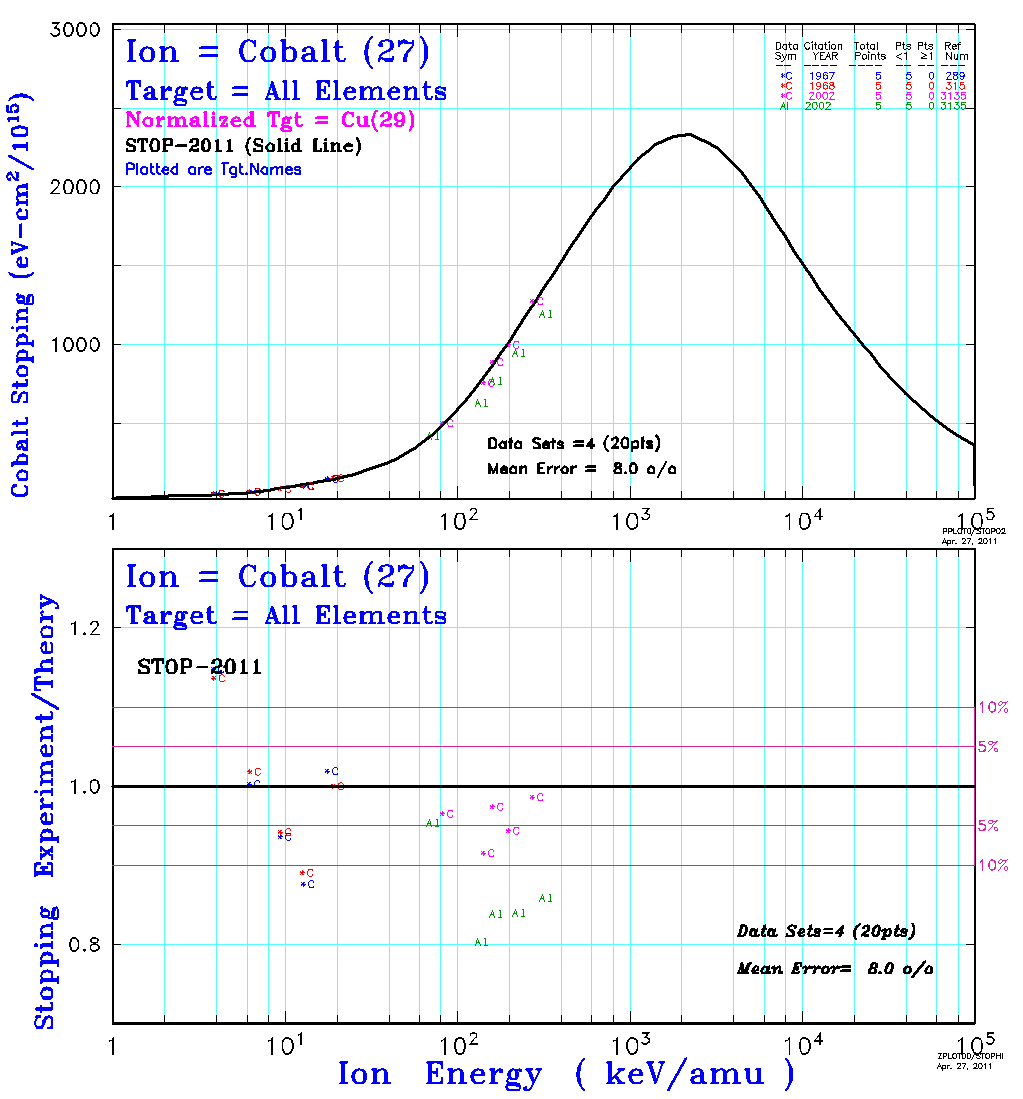 3000
Ion = Cobalt (27)
Data Citation Total Pts Pts Ref
Sym YEAR Points <1 ≥1 Num
*C 1967 5 5 0 289
*C 1968 5 5 0 315
*C 2002 5 5 0 3135
Al 2002 5 5 0 3135
Target = All Elements
Normalized Tgt = Cu(29)
STOP-2011 (Solid Line)
Plotted are Tgt.Names
2000
1000
Cobalt Stopping (eV-cm²/10¹⁵)
*C
Al
*C
Al
*C
*C
Al
*C
Al
Al
*C
Data Sets =4 (20pts)
Mean Error = 8.0 o/o
*C *C *C *C *C
1 10¹ 10² 10³ 10⁴ 10⁵
PPLOT0/STOP02
Apr. 27, 2011
Ion = Cobalt (27)
Target = All Elements
1.2
STOP-2011
*C
10%
5%
*C *C
*C *C
1.0
*C
*C
*C
*C
Al
5%
*C
*C
*C
*C
10%
*C
*C
Al
Al
Al
Al
0.8
Data Sets=4 (20pts)
Mean Error= 8.0 o/o
Stopping Experiment/Theory
1 10¹ 10² 10³ 10⁴ 10⁵
ZPLOT0D/STOPHI
Apr. 27, 2011
Ion Energy ( keV/amu )